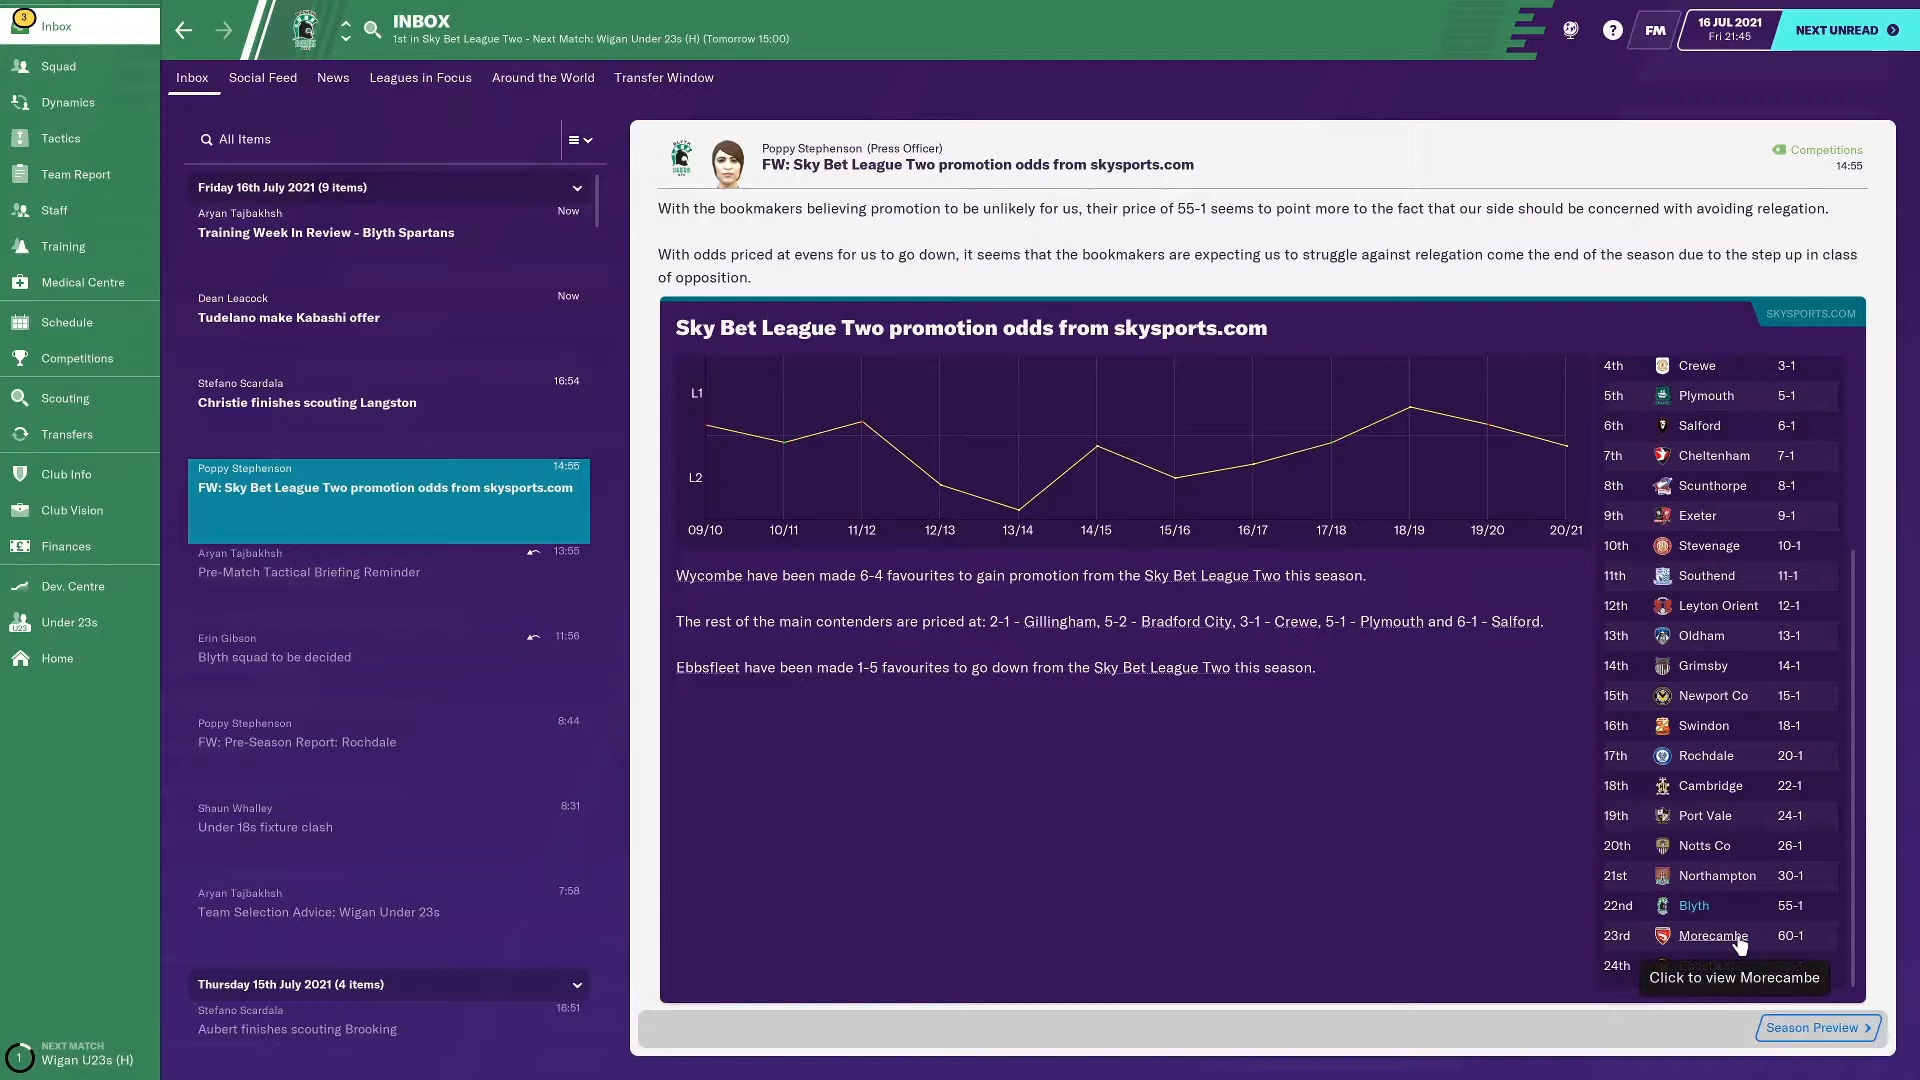 3
Inbox
Squad
Dynamics
Tactics
Team Report
Staff
Training
Medical Centre
Schedule
Competitions
Scouting
Transfers
Club Info
Club Vision
Finances
Dev. Centre
U23
Under 23s
Home
1
NEXT MATCH
Wigan U23s (H)
INBOX
1st in Sky Bet League Two - Next Match: Wigan Under 23s (H) (Tomorrow 15:00)
?
FM
16 JUL 2021
Fri 21:45
NEXT UNREAD
Inbox Social Feed News Leagues in Focus Around the World Transfer Window
All Items
Friday 16th July 2021 (9 items)
Aryan Tajbakhsh Now
Training Week In Review - Blyth Spartans
Dean Leacock Now
Tudelano make Kabashi offer
Stefano Scardala 16:54
Christie finishes scouting Langston
Poppy Stephenson 14:55
FW: Sky Bet League Two promotion odds from skysports.com
Aryan Tajbakhsh 13:55
Pre-Match Tactical Briefing Reminder
Erin Gibson 11:56
Blyth squad to be decided
Poppy Stephenson 8:44
FW: Pre-Season Report: Rochdale
Shaun Whalley 8:31
Under 18s fixture clash
Aryan Tajbakhsh 7:58
Team Selection Advice: Wigan Under 23s
Thursday 15th July 2021 (4 items)
Stefano Scardala 16:51
Aubert finishes scouting Brooking
Poppy Stephenson (Press Officer)
FW: Sky Bet League Two promotion odds from skysports.com
Competitions
14:55
With the bookmakers believing promotion to be unlikely for us, their price of 55-1 seems to point more to the fact that our side should be concerned with avoiding relegation.
With odds priced at evens for us to go down, it seems that the bookmakers are expecting us to struggle against relegation come the end of the season due to the step up in class
of opposition.
SKYSPORTS.COM
Sky Bet League Two promotion odds from skysports.com
L1
L2
09/10 10/11 11/12 12/13 13/14 14/15 15/16 16/17 17/18 18/19 19/20 20/21
Wycombe have been made 6-4 favourites to gain promotion from the Sky Bet League Two this season.
The rest of the main contenders are priced at: 2-1 - Gillingham, 5-2 - Bradford City, 3-1 - Crewe, 5-1 - Plymouth and 6-1 - Salford.
Ebbsfleet have been made 1-5 favourites to go down from the Sky Bet League Two this season.
4th Crewe 3-1
5th Plymouth 5-1
6th Salford 6-1
7th Cheltenham 7-1
8th Scunthorpe 8-1
9th Exeter 9-1
10th Stevenage 10-1
11th Southend 11-1
12th Leyton Orient 12-1
13th Oldham 13-1
14th Grimsby 14-1
15th Newport Co 15-1
16th Swindon 18-1
17th Rochdale 20-1
18th Cambridge 22-1
19th Port Vale 24-1
20th Notts Co 26-1
21st Northampton 30-1
22nd Blyth 55-1
23rd Morecambe 60-1
24th
Click to view Morecambe
Season Preview